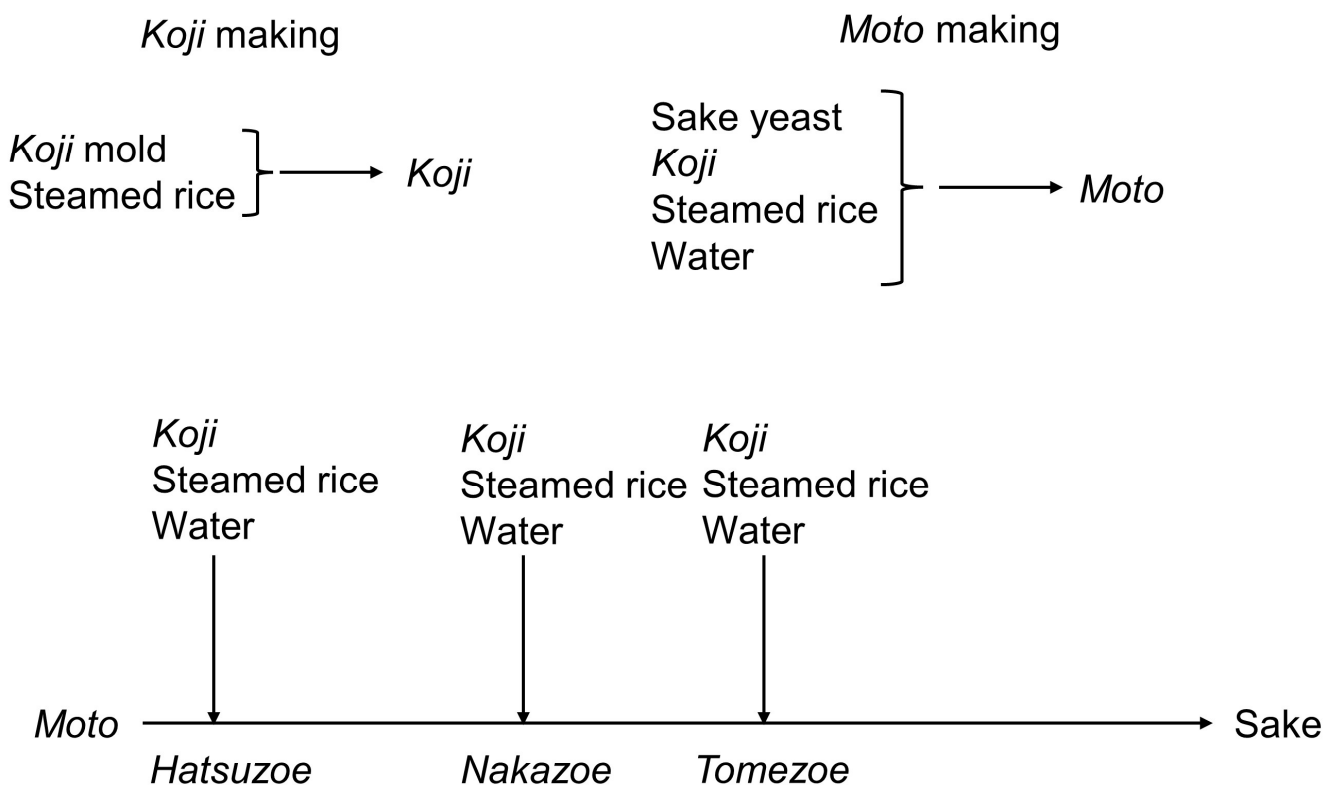 Koji making
Koji mold
Steamed rice
Koji
Moto making
Sake yeast
Koji
Steamed rice
Water
Moto
Koji
Steamed rice
Water
Koji
Steamed rice
Water
Koji
Steamed rice
Water
Moto
Sake
Hatsuzoe
Nakazoe
Tomezoe